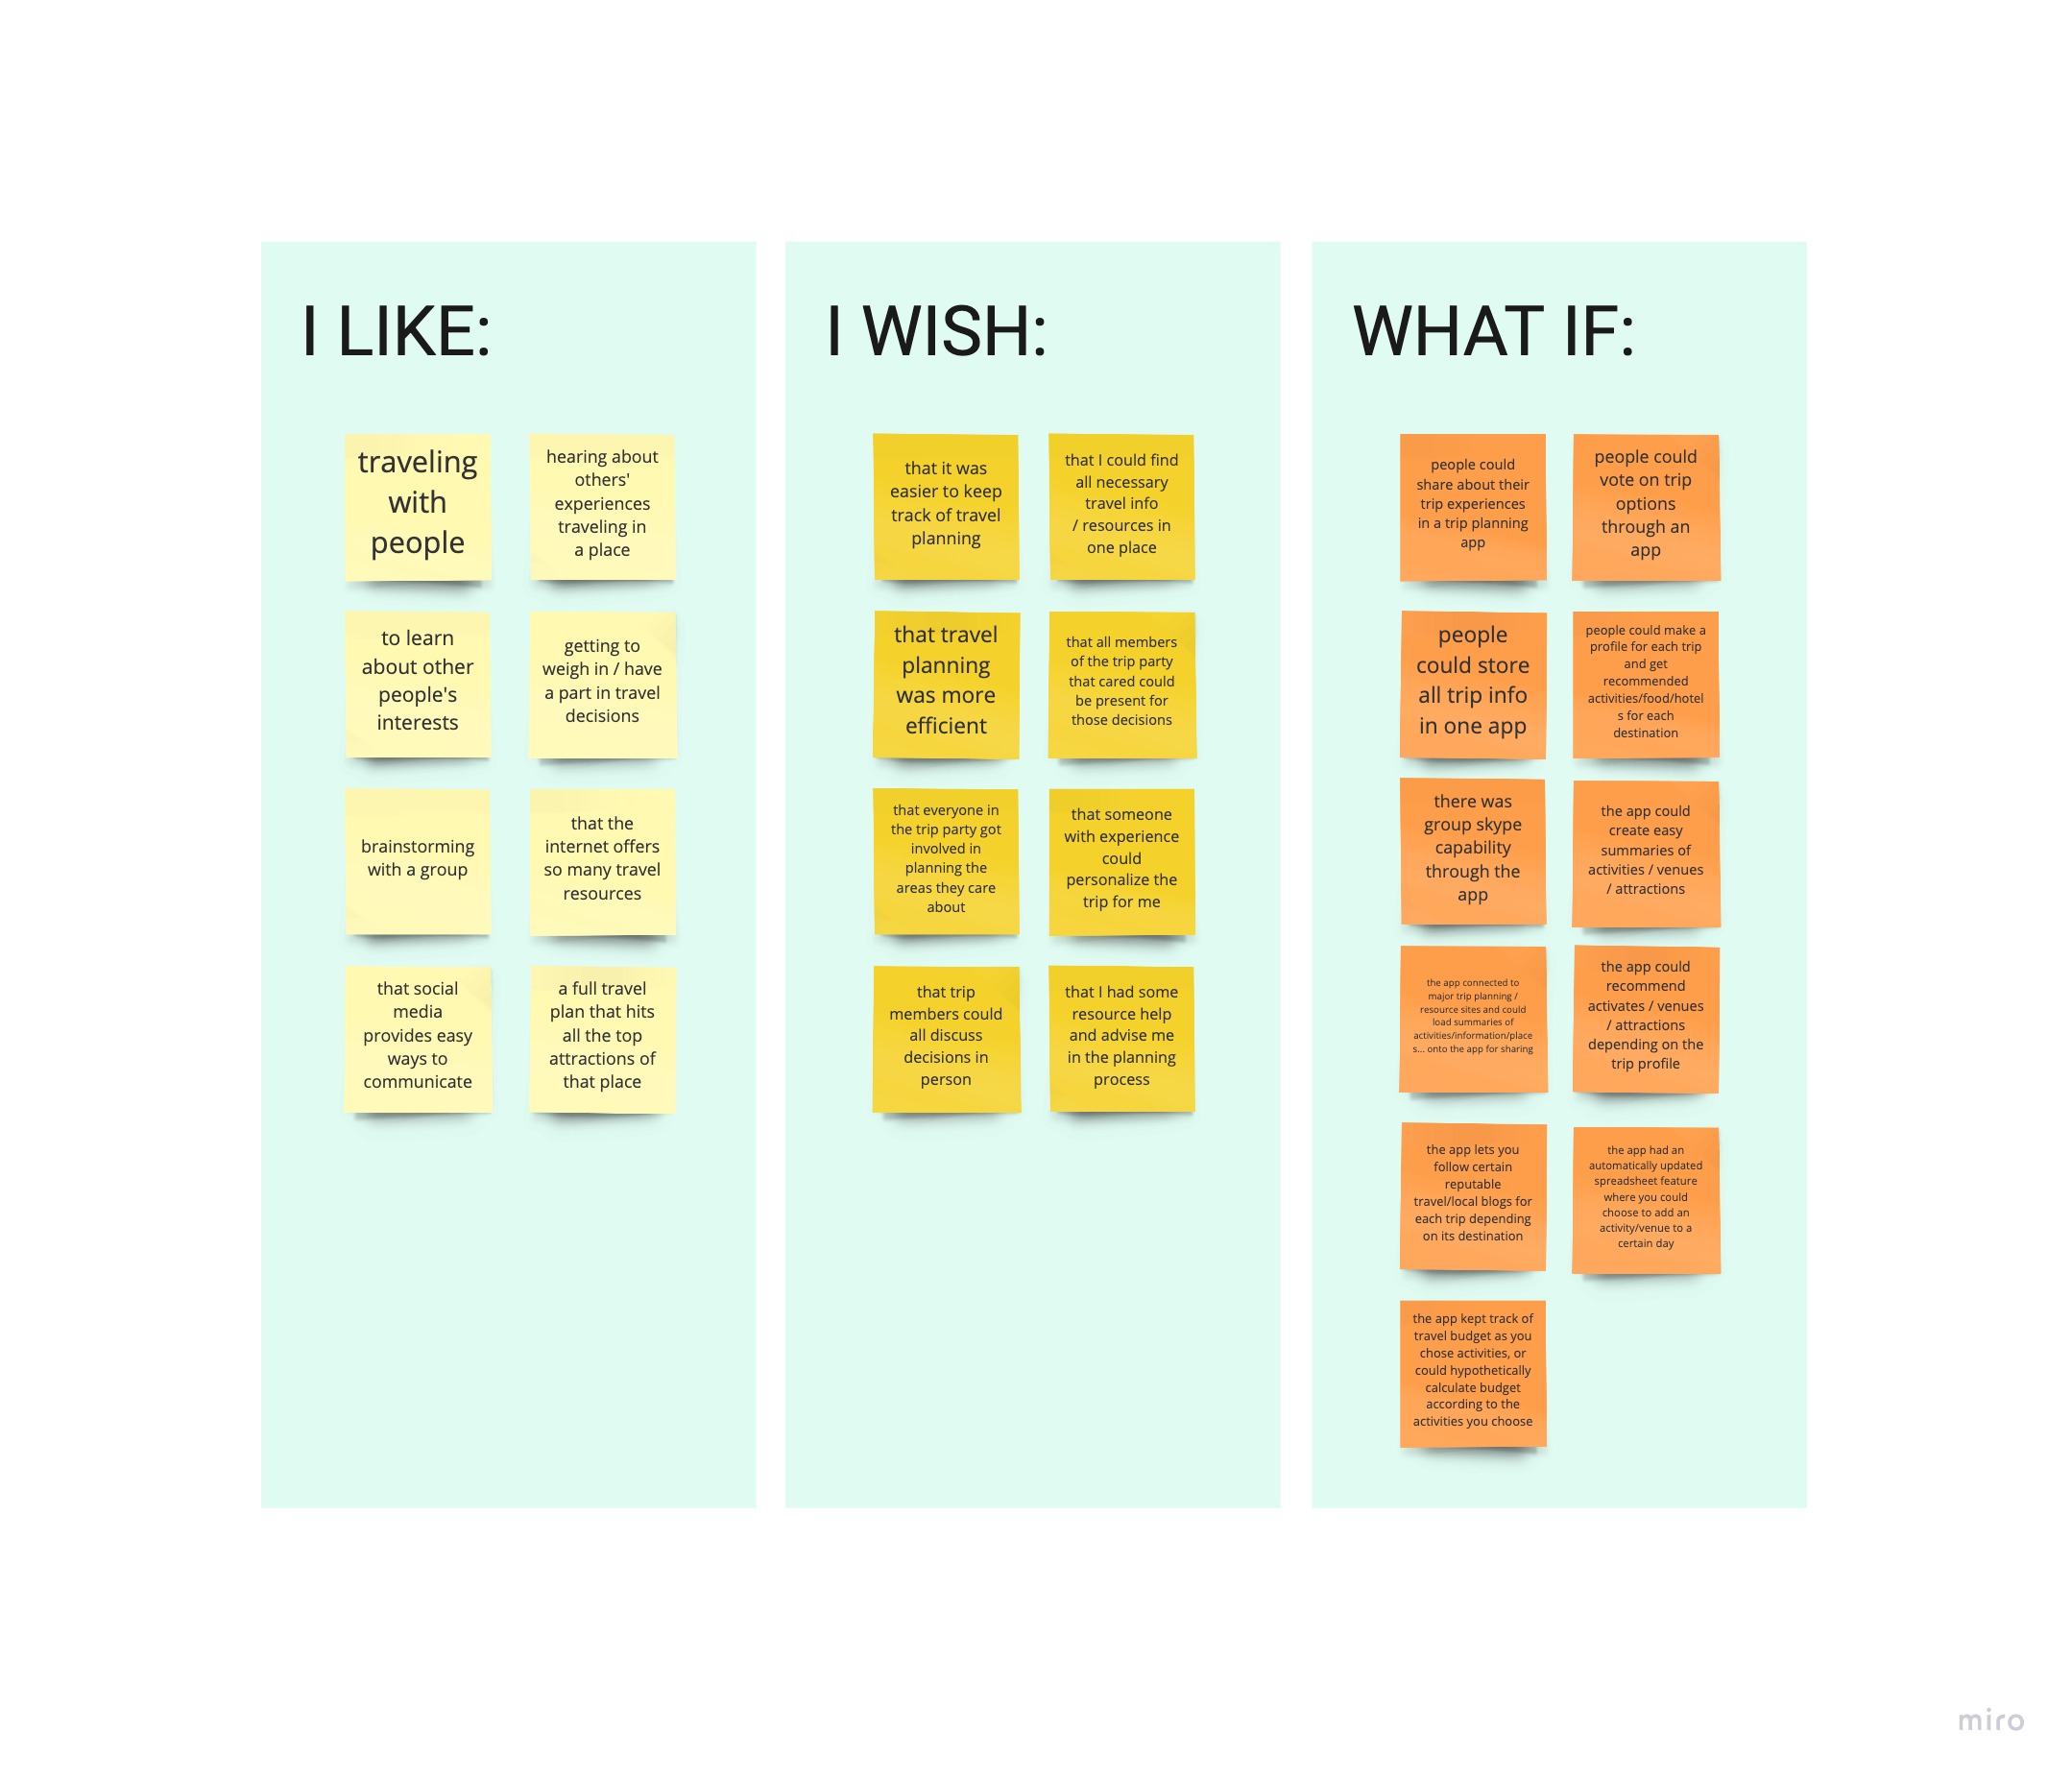 I LIKE:
traveling
with
people
hearing about
others'
experiences
traveling in
a place
to learn
about other
people's
interests
getting to
weigh in / have
a part in travel
decisions
brainstorming
with a group
that the
internet offers
so many travel
resources
that social
media
provides easy
ways to
communicate
a full travel
plan that hits
all the top
attractions of
that place
I WISH:
that it was
easier to keep
track of travel
planning
that I could find
all necessary
travel info
/ resources in
one place
that travel
planning
was more
efficient
that all members
of the trip party
that cared could
be present for
those decisions
that everyone in
the trip party got
involved in
planning the
areas they care
about
that someone
with experience
could
personalize the
trip for me
that trip
members could
all discuss
decisions in
person
that I had some
resource help
and advise me
in the planning
process
WHAT IF:
people could
share about their
trip experiences
in a trip planning
app
people could
vote on trip
options
through an
app
people
could store
all trip info
in one app
people could make a
profile for each trip
and get
recommended
activities/food/hotel
s for each
destination
there was
group skype
capability
through the
app
the app could
create easy
summaries of
activities / venues
/ attractions
the app connected to
major trip planning /
resource sites and could
load summaries of
activities/information/place
s... onto the app for sharing
the app could
recommend
activates / venues
/ attractions
depending on the
trip profile
the app lets you
follow certain
reputable
travel/local blogs for
each trip depending
on its destination
the app had an
automatically updated
spreadsheet feature
where you could
choose to add an
activity/venue to a
certain day
the app kept track of
travel budget as you
chose activities, or
could hypothetically
calculate budget
according to the
activities you choose
miro